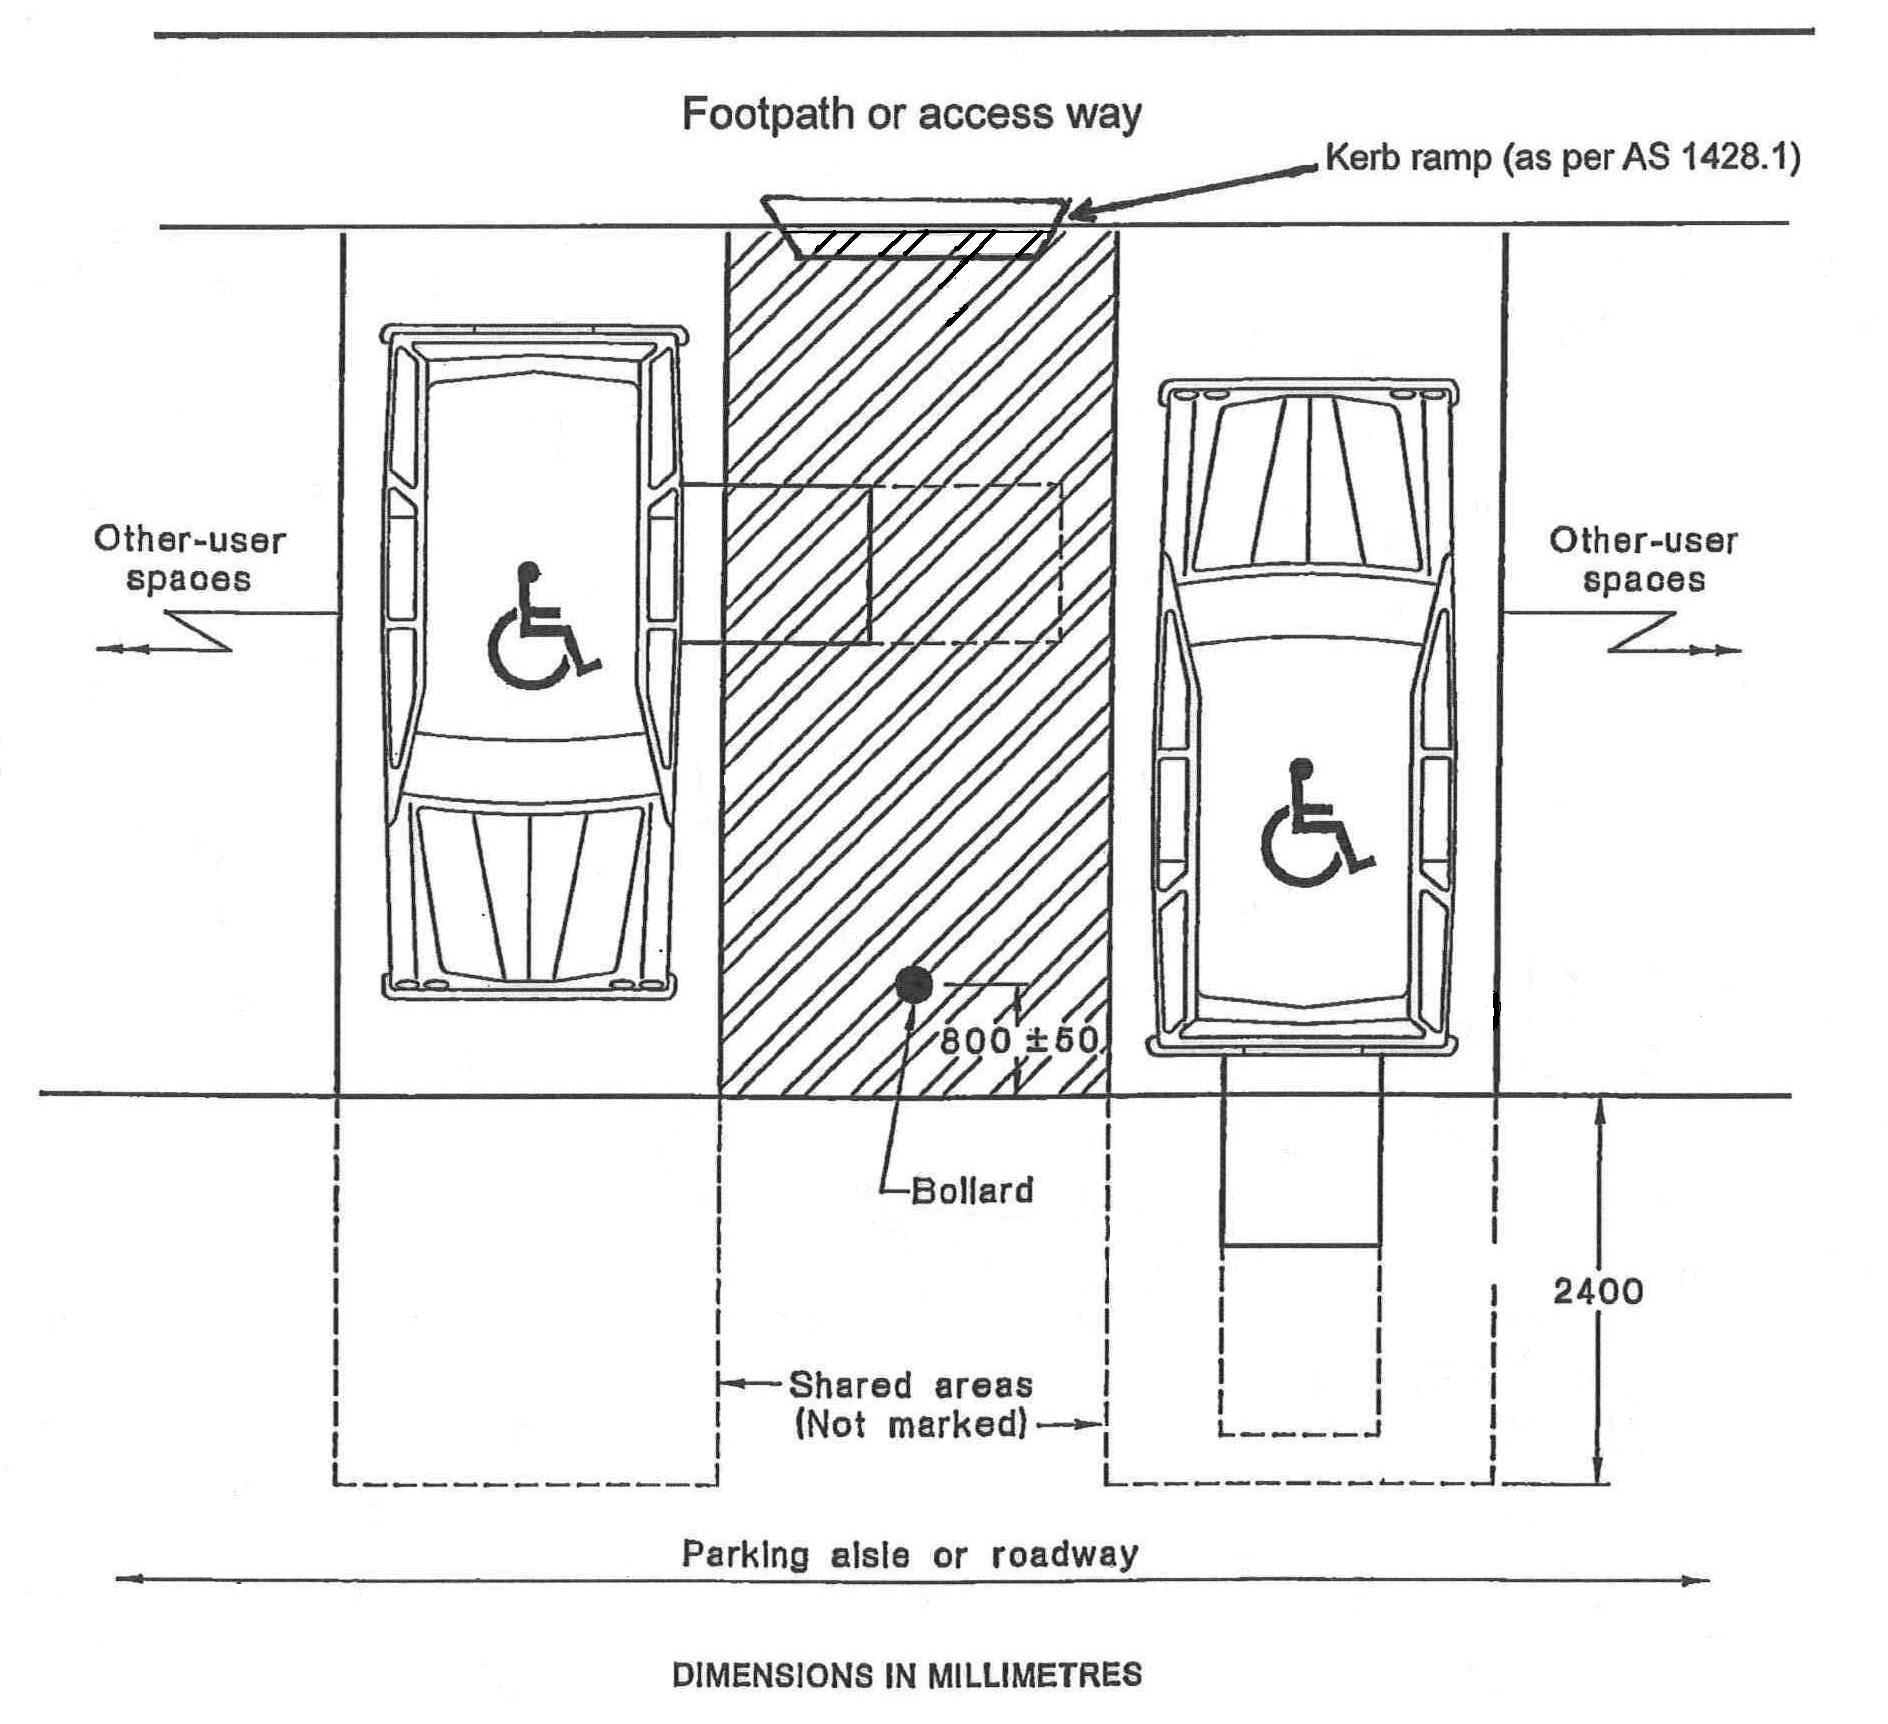 Footpath or access way
Kerb ramp (as per AS 1428.1)
Other-user
spaces
Other-user
spaces
800 ±50
Bollard
2400
Shared areas
(Not marked)
Parking aisle or roadway
DIMENSIONS IN MILLIMETRES